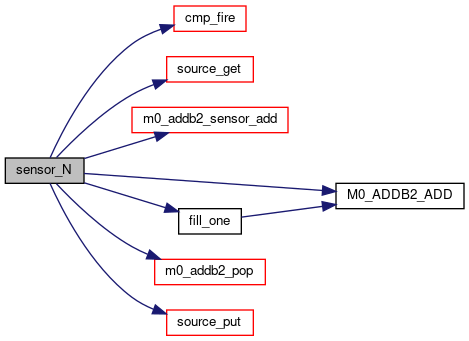 cmp_fire
source_get
m0_addb2_sensor_add
sensor_N
M0_ADDB2_ADD
fill_one
m0_addb2_pop
source_put